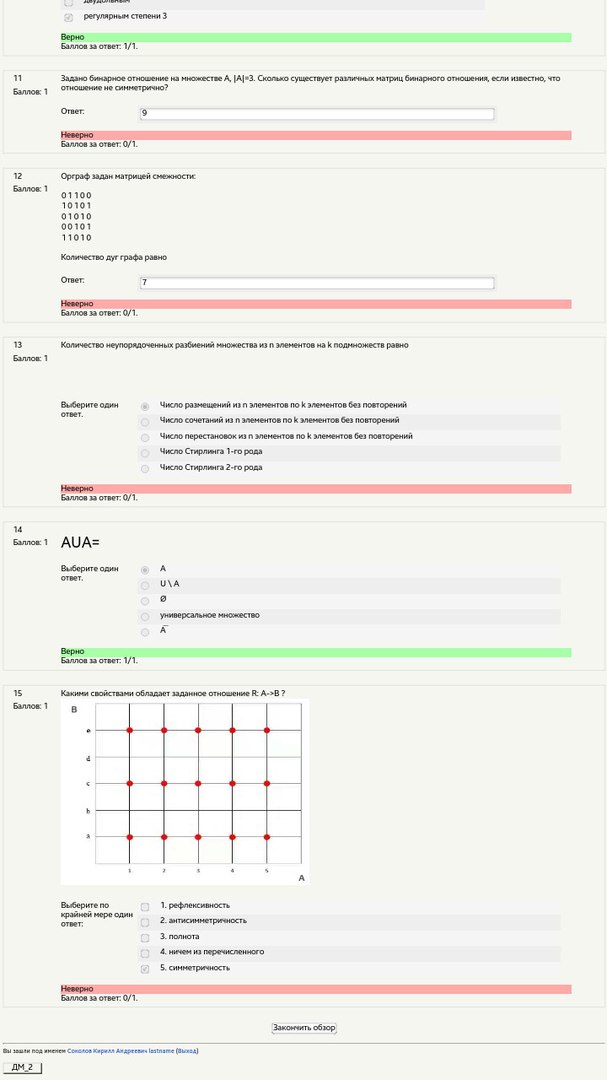 двудольным
регулярным степени 3
Верно
Баллов за ответ: 1/1.
11
Баллов: 1
Задано бинарное отношение на множестве A, |A|=3. Сколько существует различных матриц бинарного отношения, если известно, что
отношение не симметрично?
Ответ:
9
Неверно
Баллов за ответ: 0/1.
12
Баллов: 1
Орграф задан матрицей смежности:
0 1 1 0 0
1 0 1 0 1
0 1 0 1 0
0 0 1 0 1
1 1 0 1 0
Количество дуг графа равно
Ответ:
7
Неверно
Баллов за ответ: 0/1.
13
Баллов: 1
Количество неупорядоченных разбиений множества из n элементов на k подмножеств равно
Выберите один
ответ.
Число размещений из n элементов по k элементов без повторений
Число сочетаний из n элементов по k элементов без повторений
Число перестановок из n элементов по k элементов без повторений
Число Стирлинга 1-го рода
Число Стирлинга 2-го рода
Неверно
Баллов за ответ: 0/1.
14
Баллов: 1
AUA=
Выберите один
ответ.
A
U \ A
Ø
универсальное множество
A̅
Верно
Баллов за ответ: 1/1.
15
Баллов: 1
Какими свойствами обладает заданное отношение R: A->B ?
B
e
d
c
b
a
1 2 3 4 5
A
Выберите по
крайней мере один
ответ:
1. рефлексивность
2. антисимметричность
3. полнота
4. ничем из перечисленного
5. симметричность
Неверно
Баллов за ответ: 0/1.
Закончить обзор
Вы зашли под именем Соколов Кирилл Андреевич lastname (Выход)
ДМ_2